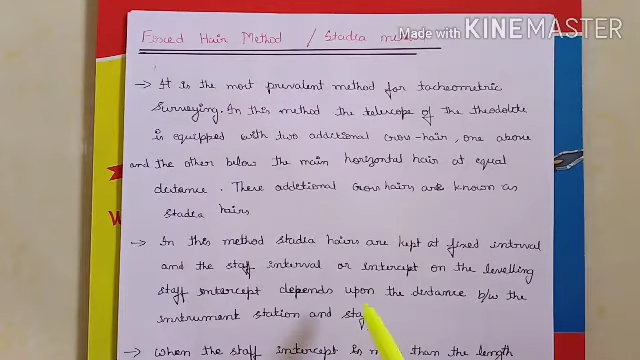 Fixed Hair Method / Stadia method
Made with KINEMASTER
→ It is the most prevalent method for tacheometric
surveying. In this method the telescope of the theodolite
is equipped with two additional cross-hair, one above
and the other below the main horizontal hair at equal
distance. These additional cross hairs are known as
stadia hairs
→ In this method stadia hairs are kept at fixed interval
and the staff interval or intercept on the levelling
staff intercept depends upon the distance b/w the
instrument station and staf
→ When the staff intercept is more than the length